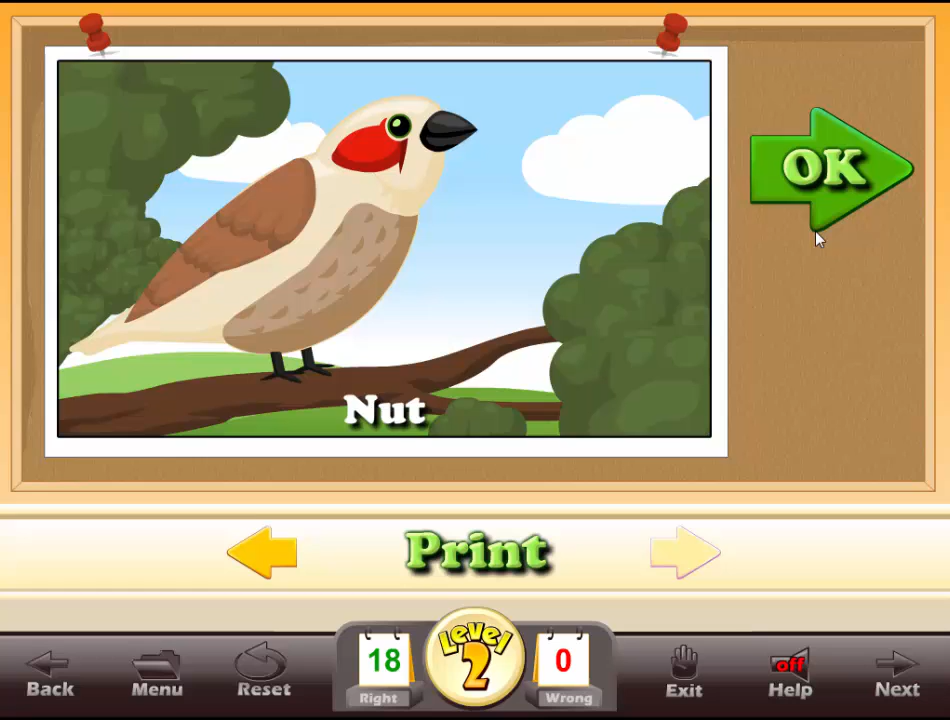 OK
Nut
Print
Back
Menu
Reset
18
Right
Level
2
0
Wrong
Exit
off
Help
Next